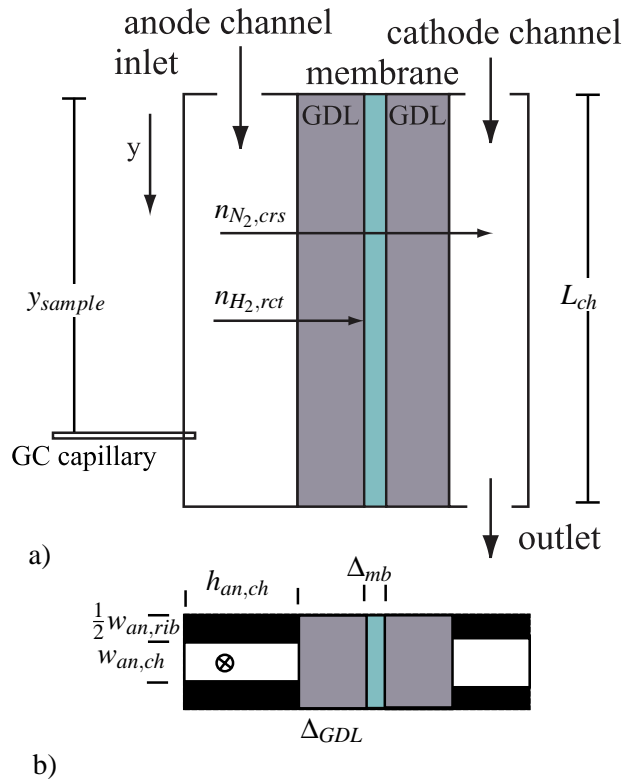 anode channel
cathode channel
inlet
membrane
GDL
GDL
y
n_{N_2,crs}
n_{H_2,rct}
y_{sample}
L_{ch}
GC capillary
outlet
a)
Δ_{mb}
h_{an,ch}
½w_{an,rib}
w_{an,ch}
Δ_{GDL}
b)